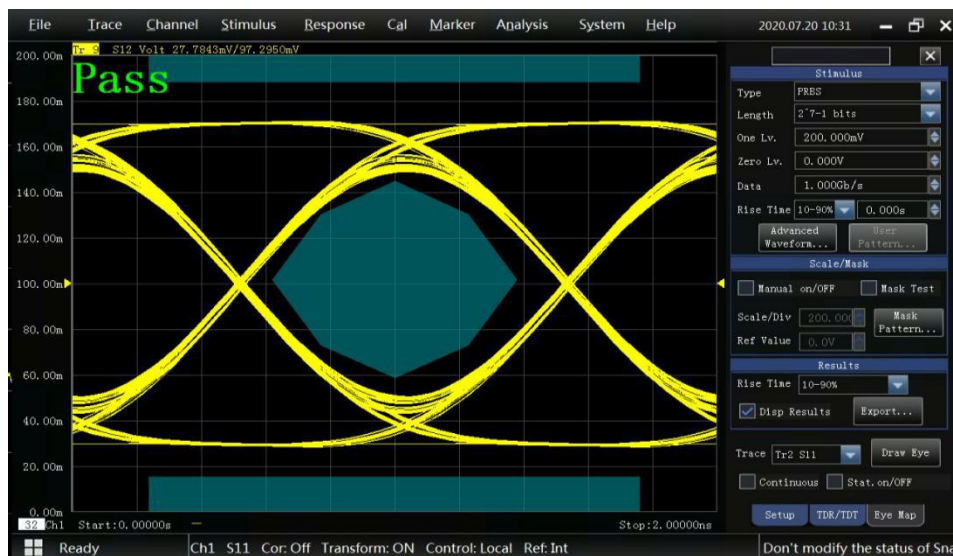 File Trace Channel Stimulus Response Cal Marker Analysis System Help 2020.07.20 10:31
Tr 9 S12 Volt 27.7843mV/97.2950mV
Pass
200.00m
180.00m
160.00m
140.00m
120.00m
100.00m
80.00m
60.00m
40.00m
20.00m
0.00m
32 Ch1 Start:0.00000s Stop:2.00000ns
Stimulus
Type PRBS
Length 2^7-1 bits
One Lv. 200.000mV
Zero Lv. 0.000V
Data 1.000Gb/s
Rise Time 10-90% 0.000s
Advanced Waveform...
User Pattern...
Scale/Mask
Manual on/OFF Mask Test
Scale/Div 200.00
Mask Pattern...
Ref Value 0.0V
Results
Rise Time 10-90%
Disp Results Export...
Trace Tr2 S11 Draw Eye
Continuous Stat.on/OFF
Setup TDR/TDT Eye Map
Ready Ch1 S11 Cor: Off Transform: ON Control: Local Ref: Int Don't modify the status of Sna